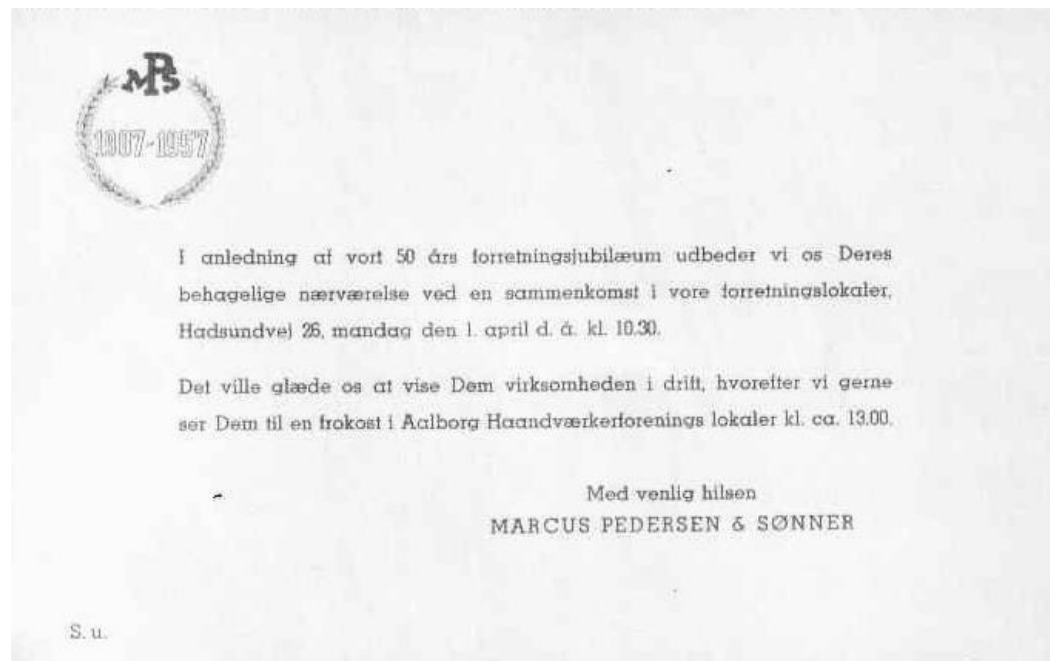 MPS
1907-1957
I anledning af vort 50 års forretningsjubilæum udbeder vi os Deres
behagelige nærværelse ved en sammenkomst i vore forretningslokaler,
Hadsundvej 26, mandag den 1. april d. å. kl. 10.30.
Det ville glæde os at vise Dem virksomheden i drift, hvorefter vi gerne
ser Dem til en frokost i Aalborg Haandværkerforenings lokaler kl. ca. 13.00.
Med venlig hilsen
MARCUS PEDERSEN & SØNNER
S. u.